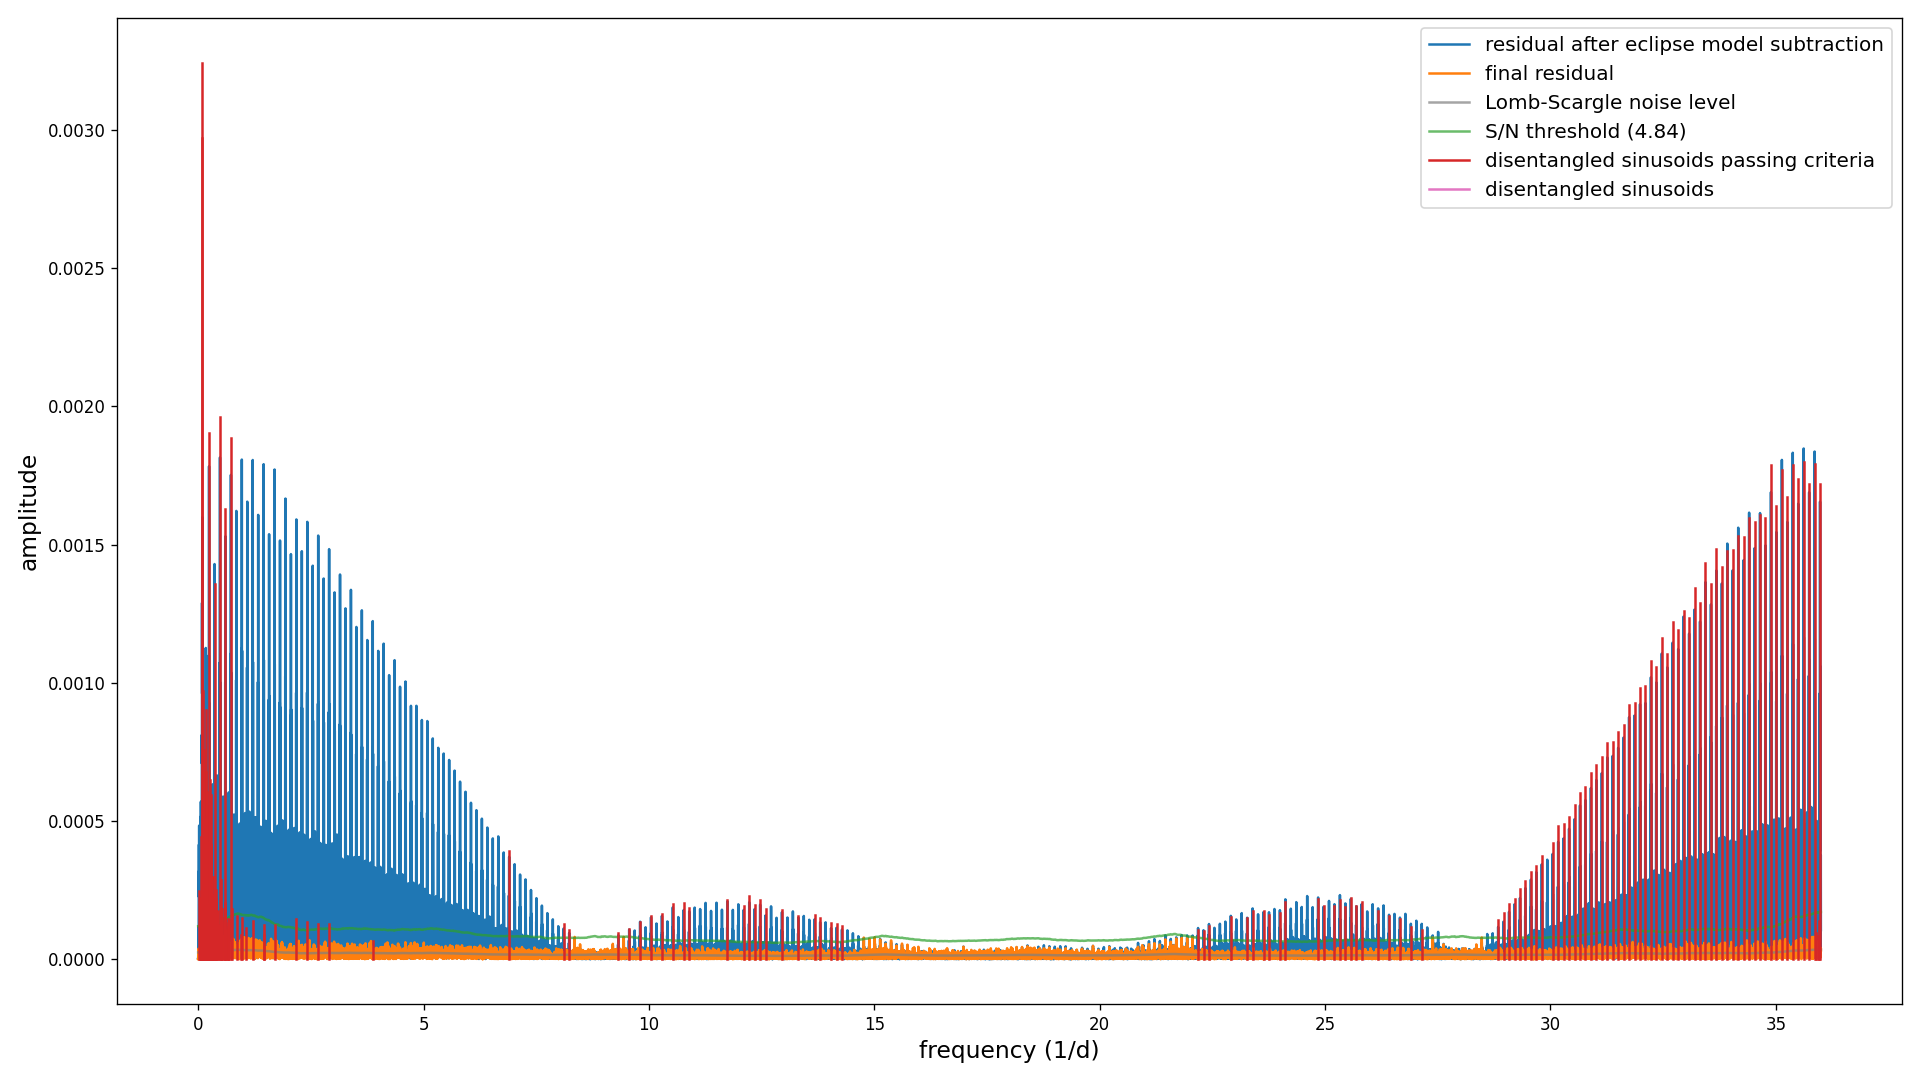 residual after eclipse model subtraction
final residual
Lomb-Scargle noise level
S/N threshold (4.84)
disentangled sinusoids passing criteria
disentangled sinusoids
0.0030
0.0025
0.0020
0.0015
0.0010
0.0005
0.0000
amplitude
0 5 10 15 20 25 30 35
frequency (1/d)